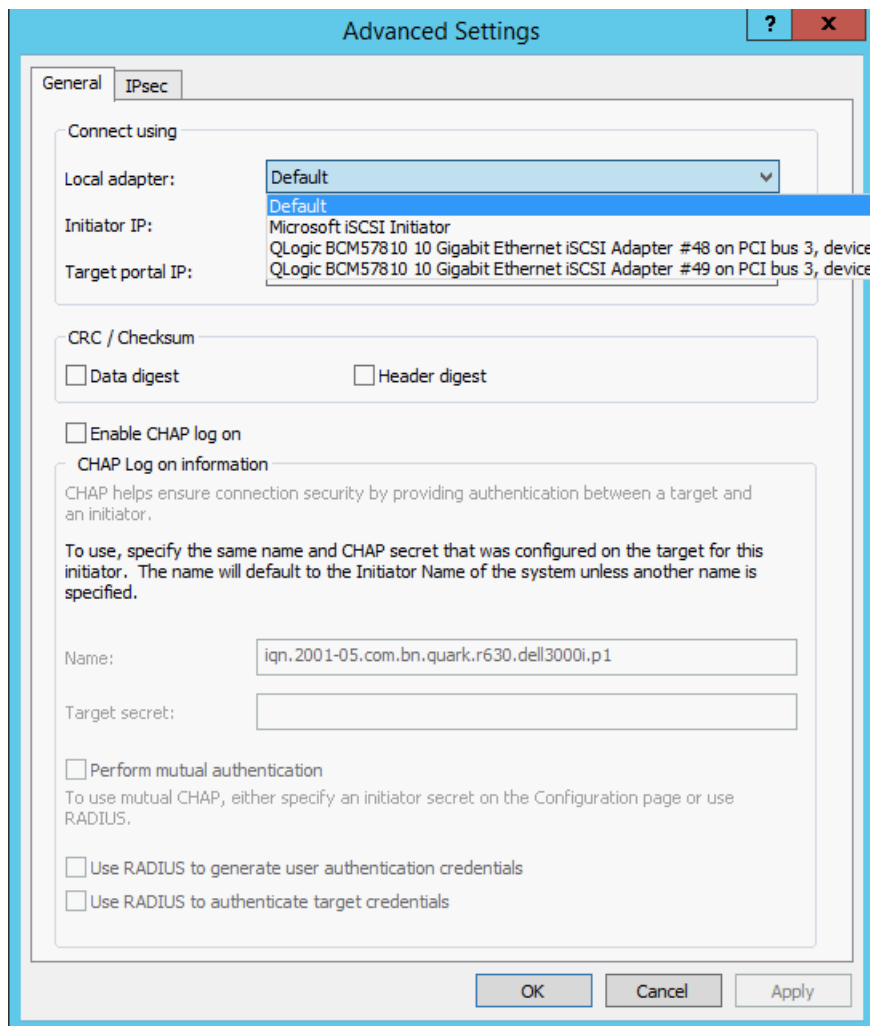 Advanced Settings
?
x
General
IPsec
Connect using
Local adapter:
Default
Default
Initiator IP:
Microsoft iSCSI Initiator
QLogic BCM57810 10 Gigabit Ethernet iSCSI Adapter #48 on PCI bus 3, device
Target portal IP:
QLogic BCM57810 10 Gigabit Ethernet iSCSI Adapter #49 on PCI bus 3, device
CRC / Checksum
Data digest
Header digest
Enable CHAP log on
CHAP Log on information
CHAP helps ensure connection security by providing authentication between a target and
an initiator.
To use, specify the same name and CHAP secret that was configured on the target for this
initiator. The name will default to the Initiator Name of the system unless another name is
specified.
Name:
iqn.2001-05.com.bn.quark.r630.dell3000i.p1
Target secret:
Perform mutual authentication
To use mutual CHAP, either specify an initiator secret on the Configuration page or use
RADIUS.
Use RADIUS to generate user authentication credentials
Use RADIUS to authenticate target credentials
OK
Cancel
Apply